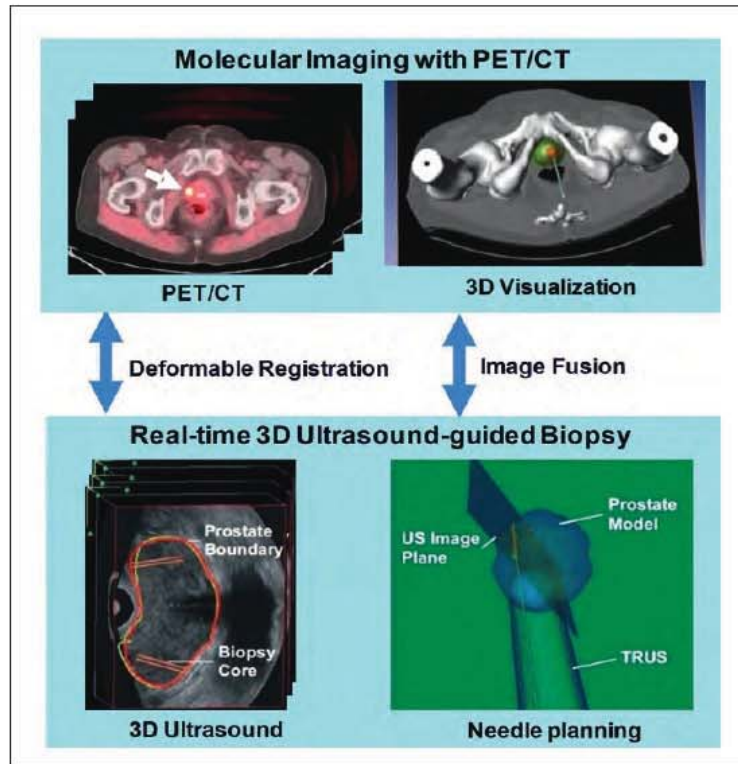 Molecular Imaging with PET/CT
PET/CT
3D Visualization
Deformable Registration
Image Fusion
Real-time 3D Ultrasound-guided Biopsy
Prostate
Boundary
Biopsy
Core
US Image
Plane
Prostate
Model
TRUS
3D Ultrasound
Needle planning